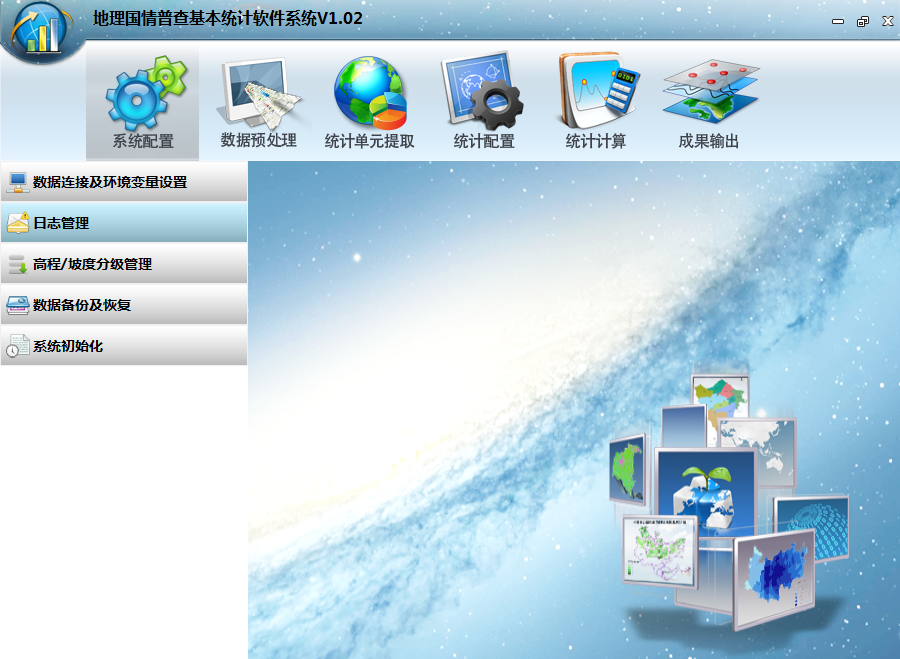 地理国情普查基本统计软件系统V1.02
系统配置
数据预处理
统计单元提取
统计配置
统计计算
成果输出
数据连接及环境变量设置
日志管理
高程/坡度分级管理
数据备份及恢复
系统初始化